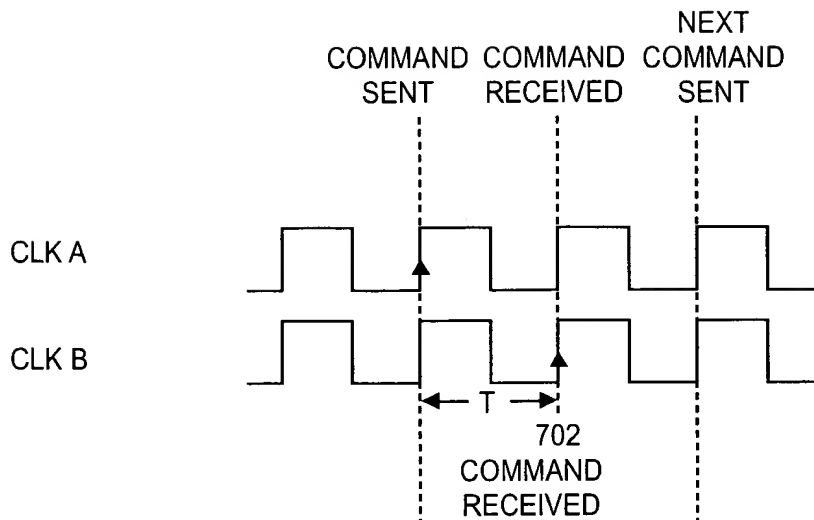 COMMAND SENT
COMMAND RECEIVED
NEXT COMMAND SENT
CLK A
CLK B
T
702
COMMAND
RECEIVED